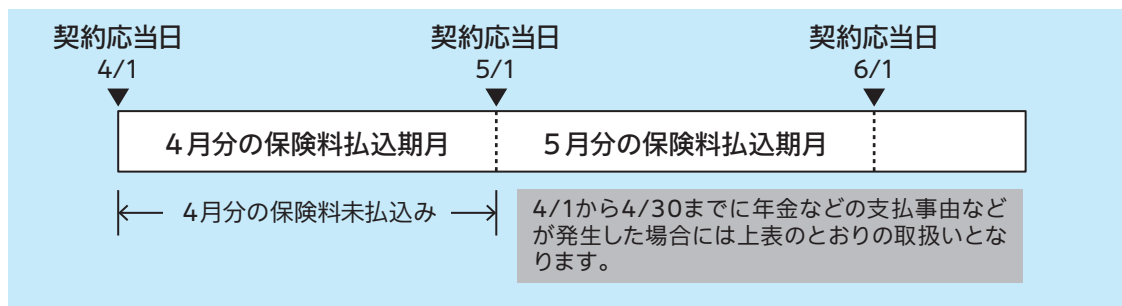 契約応当日 契約応当日 契約応当日
4/1 5/1 6/1
4月分の保険料払込期月 5月分の保険料払込期月
4月分の保険料未払込み
4/1から4/30までに年金などの支払事由など
が発生した場合には上表のとおりの取扱いとな
ります。